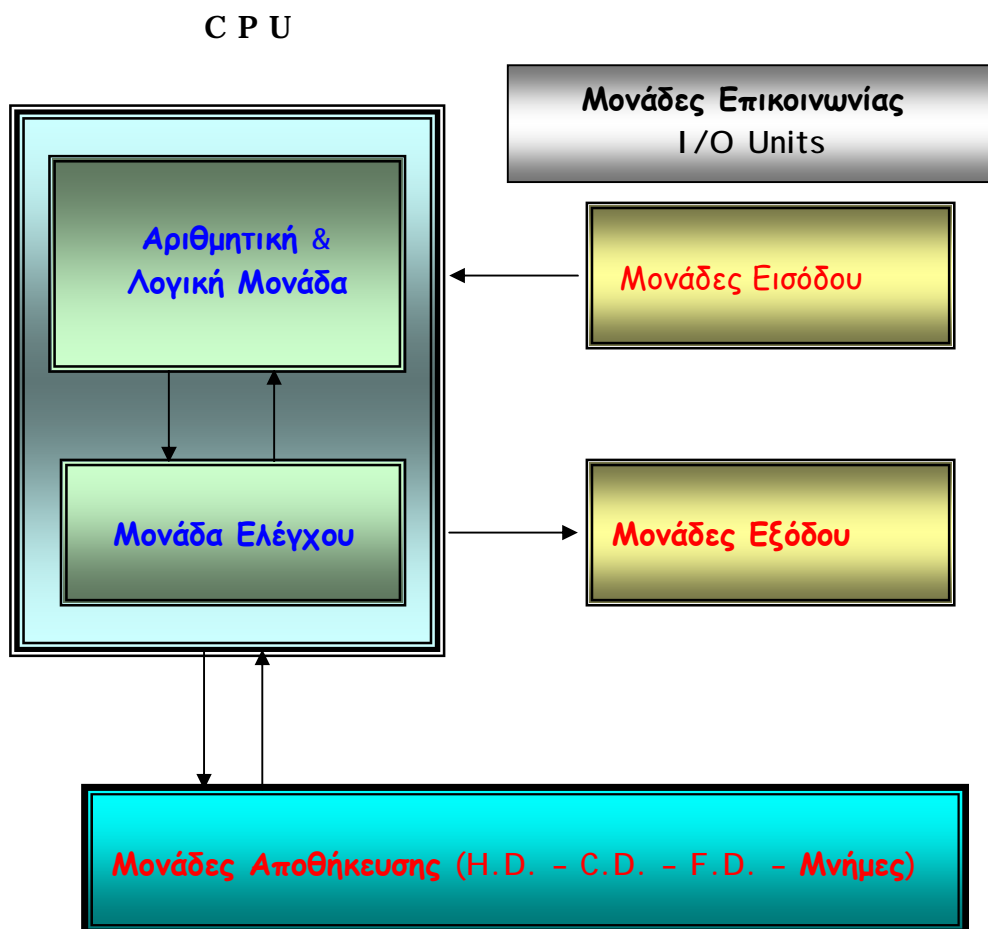 C P U
Μονάδες Επικοινωνίας
I/O Units
Αριθμητική &
Λογική Μονάδα
Μονάδες Εισόδου
Μονάδα Ελέγχου
Μονάδες Εξόδου
Μονάδες Αποθήκευσης (H.D. – C.D. – F.D. – Μνήμες)